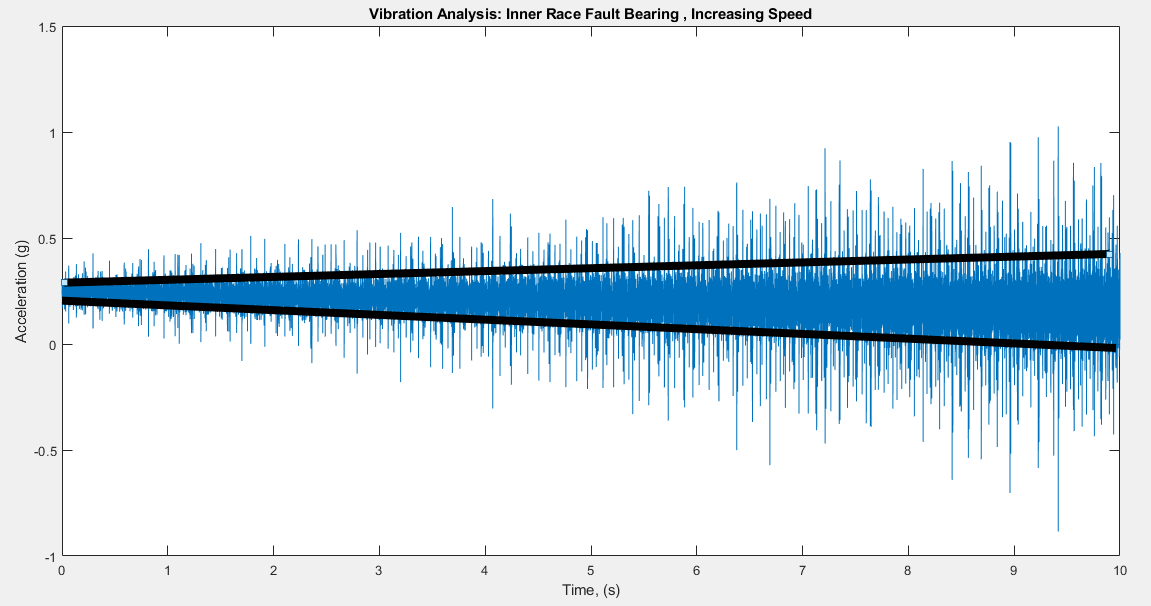 Vibration Analysis: Inner Race Fault Bearing , Increasing Speed
1.5
1
0.5
0
-0.5
-1
Acceleration (g)
0 1 2 3 4 5 6 7 8 9 10
Time, (s)